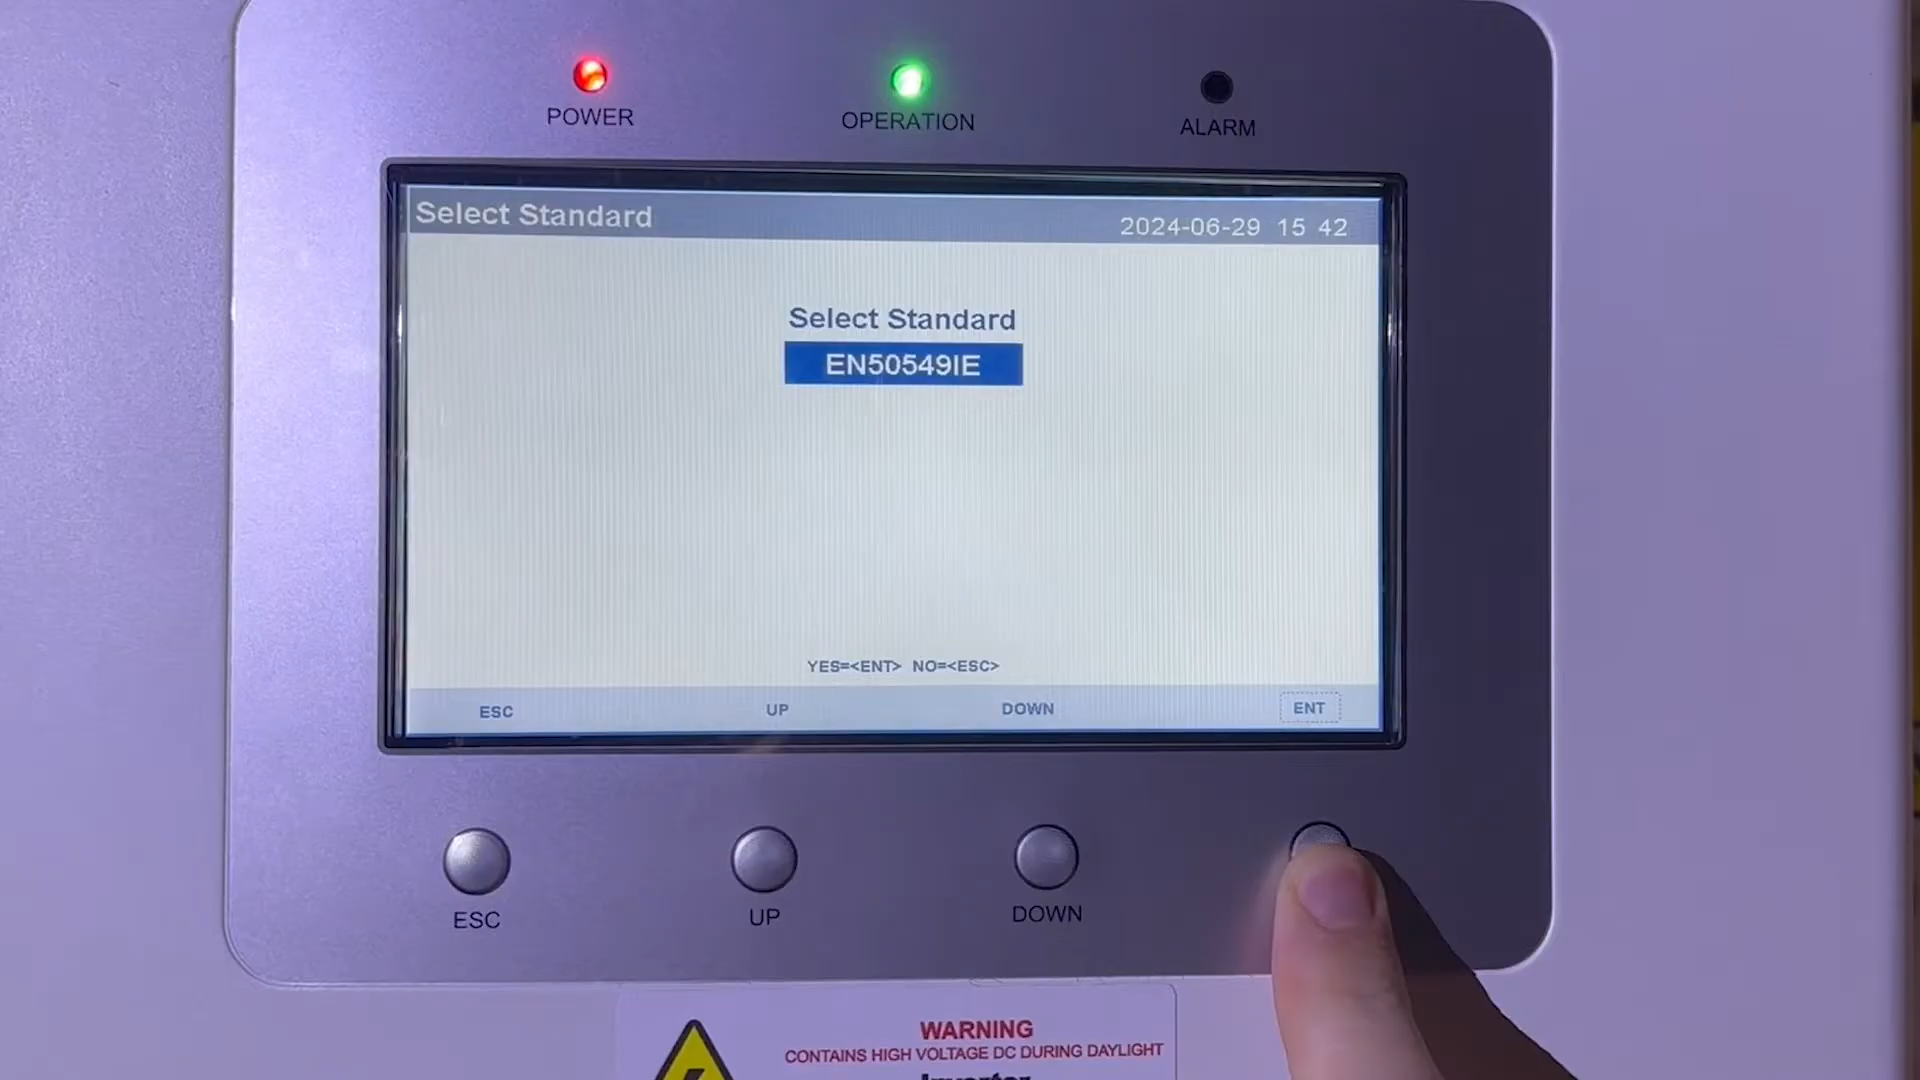 POWER
OPERATION
ALARM
Select Standard
2024-06-29 15 42
Select Standard
EN50549IE
YES=<ENT> NO=<ESC>
ESC UP DOWN ENT
ESC UP DOWN
WARNING
CONTAINS HIGH VOLTAGE DC DURING DAYLIGHT
Inverter